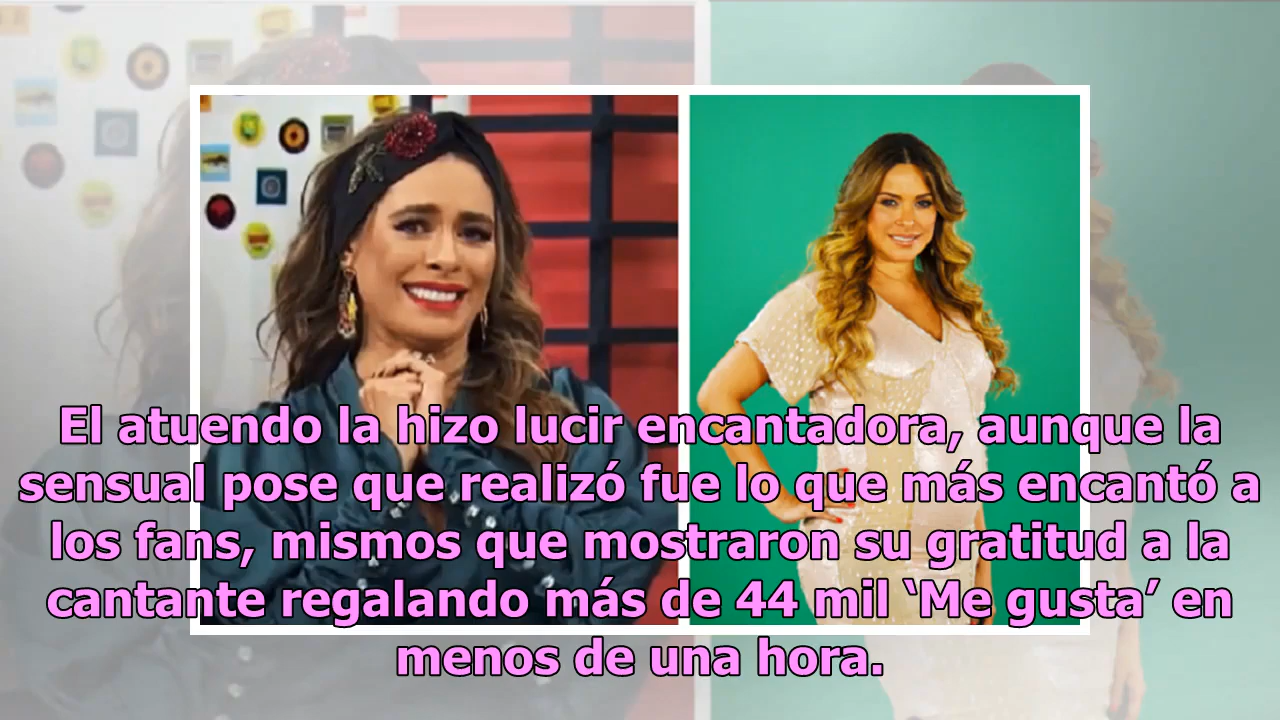 El atuendo la hizo lucir encantadora, aunque la
sensual pose que realizó fue lo que más encantó a
los fans, mismos que mostraron su gratitud a la
cantante regalando más de 44 mil ‘Me gusta’ en
menos de una hora.